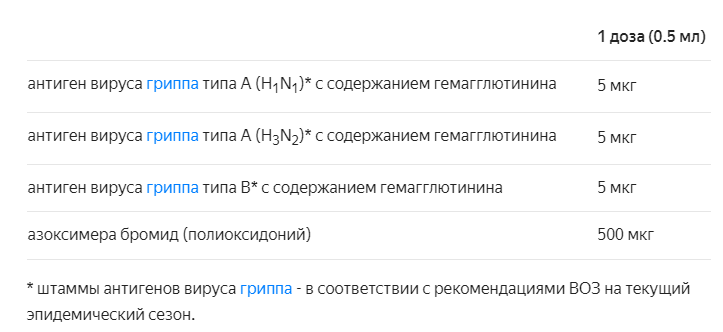 1 доза (0.5 мл)
антиген вируса гриппа типа A (H₁N₁)* с содержанием гемагглютинина 5 мкг
антиген вируса гриппа типа A (H₃N₂)* с содержанием гемагглютинина 5 мкг
антиген вируса гриппа типа B* с содержанием гемагглютинина 5 мкг
азоксимера бромид (полиоксидоний) 500 мкг
* штаммы антигенов вируса гриппа - в соответствии с рекомендациями ВОЗ на текущий
эпидемический сезон.